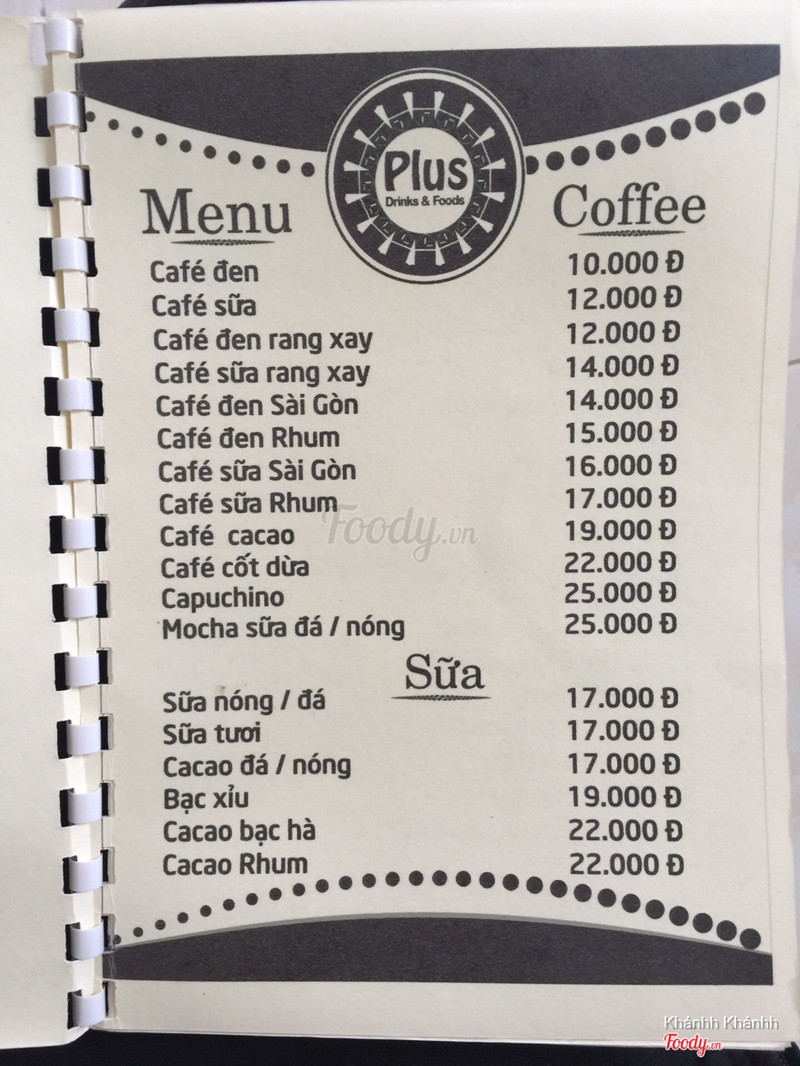 Plus
Drinks & Foods
Menu Coffee
Café đen 10.000 Đ
Café sữa 12.000 Đ
Café đen rang xay 12.000 Đ
Café sữa rang xay 14.000 Đ
Café đen Sài Gòn 14.000 Đ
Café đen Rhum 15.000 Đ
Café sữa Sài Gòn 16.000 Đ
Café sữa Rhum 17.000 Đ
Foody.vn
Café cacao 19.000 Đ
Café cốt dừa 22.000 Đ
Capuchino 25.000 Đ
Mocha sữa đá / nóng 25.000 Đ
Sữa
Sữa nóng / đá 17.000 Đ
Sữa tươi 17.000 Đ
Cacao đá / nóng 17.000 Đ
Bạc xỉu 19.000 Đ
Cacao bạc hà 22.000 Đ
Cacao Rhum 22.000 Đ
Khánhh Khánhh
Foody.vn